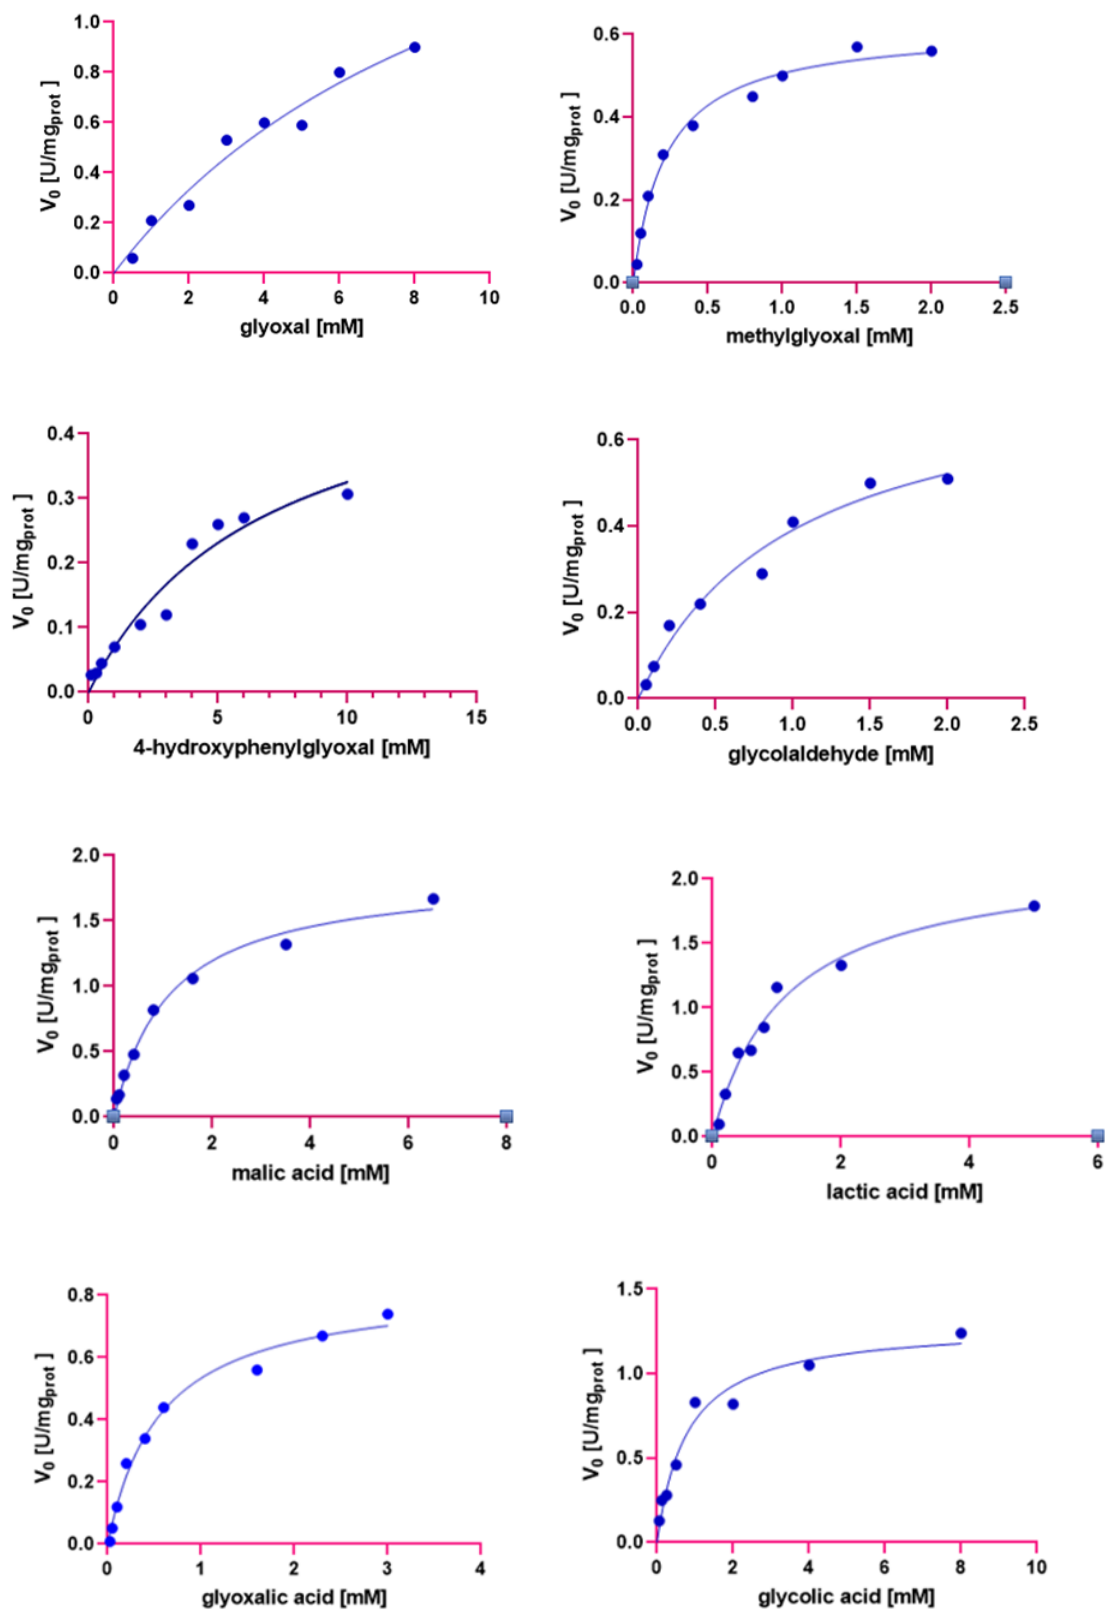 1.0
0.8
0.6
0.4
0.2
0.0
V0 [U/mgprot ]
0 2 4 6 8 10
glyoxal [mM]
0.6
0.4
0.2
0.0
V0 [U/mgprot ]
0.0 0.5 1.0 1.5 2.0 2.5
methylglyoxal [mM]
0.4
0.3
0.2
0.1
0.0
V0 [U/mgprot ]
0 5 10 15
4-hydroxyphenylglyoxal [mM]
0.6
0.4
0.2
0.0
V0 [U/mgprot ]
0.0 0.5 1.0 1.5 2.0 2.5
glycolaldehyde [mM]
2.0
1.5
1.0
0.5
0.0
V0 [U/mgprot ]
0 2 4 6 8
malic acid [mM]
2.0
1.5
1.0
0.5
0.0
V0 [U/mgprot ]
0 2 4 6
lactic acid [mM]
0.8
0.6
0.4
0.2
0.0
V0 [U/mgprot ]
0 1 2 3 4
glyoxalic acid [mM]
1.5
1.0
0.5
0.0
V0 [U/mgprot ]
0 2 4 6 8 10
glycolic acid [mM]